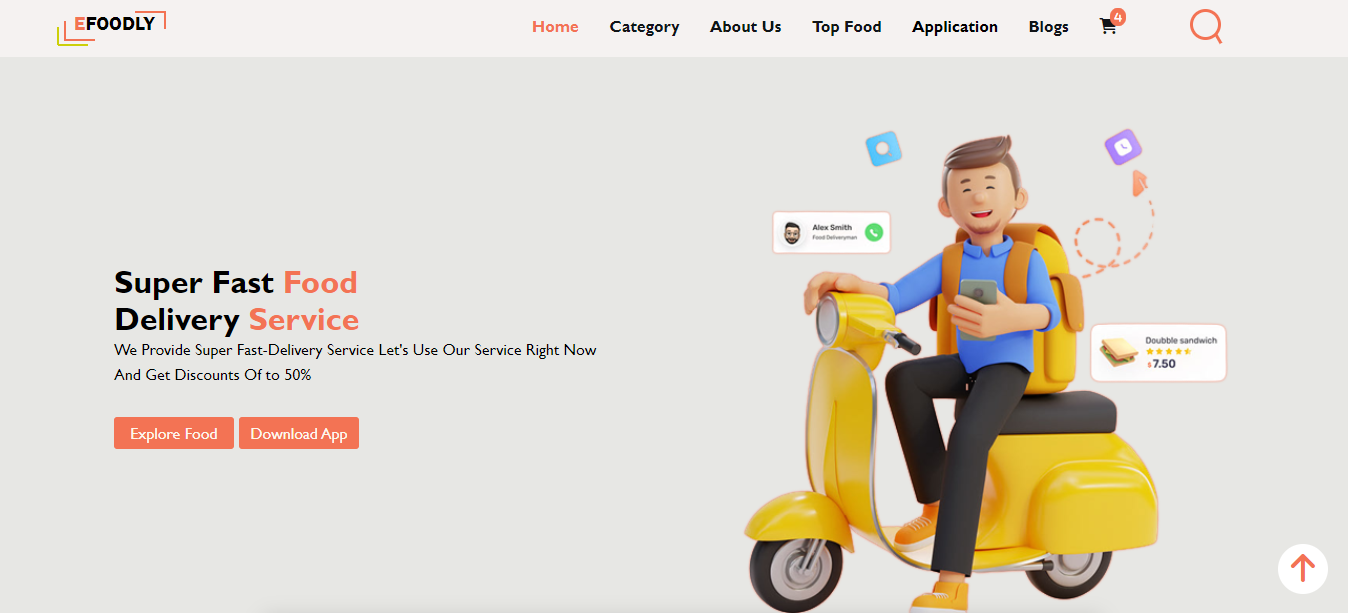 EFOODLY
Home Category About Us Top Food Application Blogs 4
Super Fast Food
Delivery Service
We Provide Super Fast-Delivery Service Let's Use Our Service Right Now
And Get Discounts Of to 50%
Explore Food Download App
Alex Smith
Food Deliveryman
Doubble sandwich
$7.50